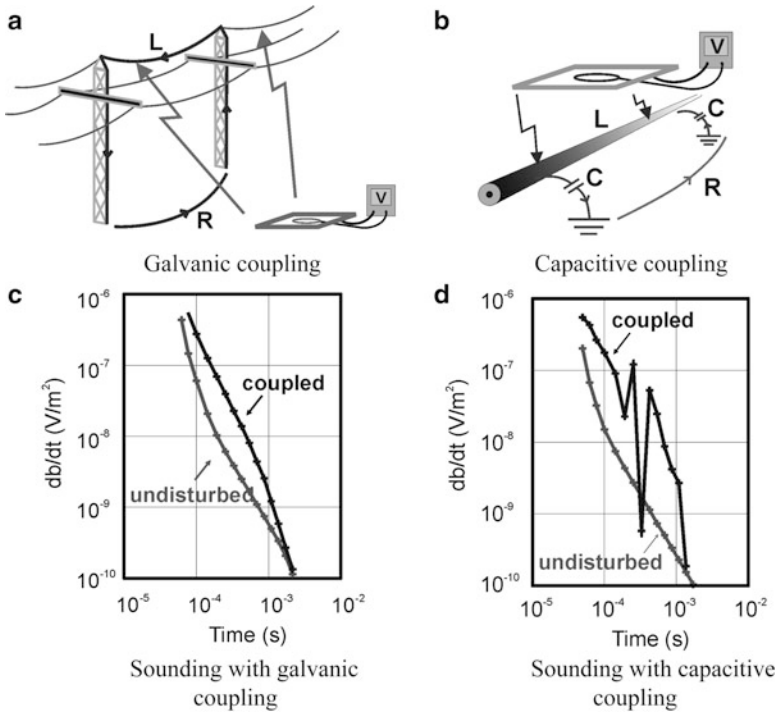 a
L
R
V
Galvanic coupling
b
V
L
C
C
R
Capacitive coupling
c
db/dt (V/m²)
10⁻⁶
10⁻⁷
10⁻⁸
10⁻⁹
10⁻¹⁰
coupled
undisturbed
10⁻⁵ 10⁻⁴ 10⁻³ 10⁻²
Time (s)
Sounding with galvanic
coupling
d
db/dt (V/m²)
10⁻⁶
10⁻⁷
10⁻⁸
10⁻⁹
10⁻¹⁰
coupled
undisturbed
10⁻⁵ 10⁻⁴ 10⁻³ 10⁻²
Time (s)
Sounding with capacitive
coupling